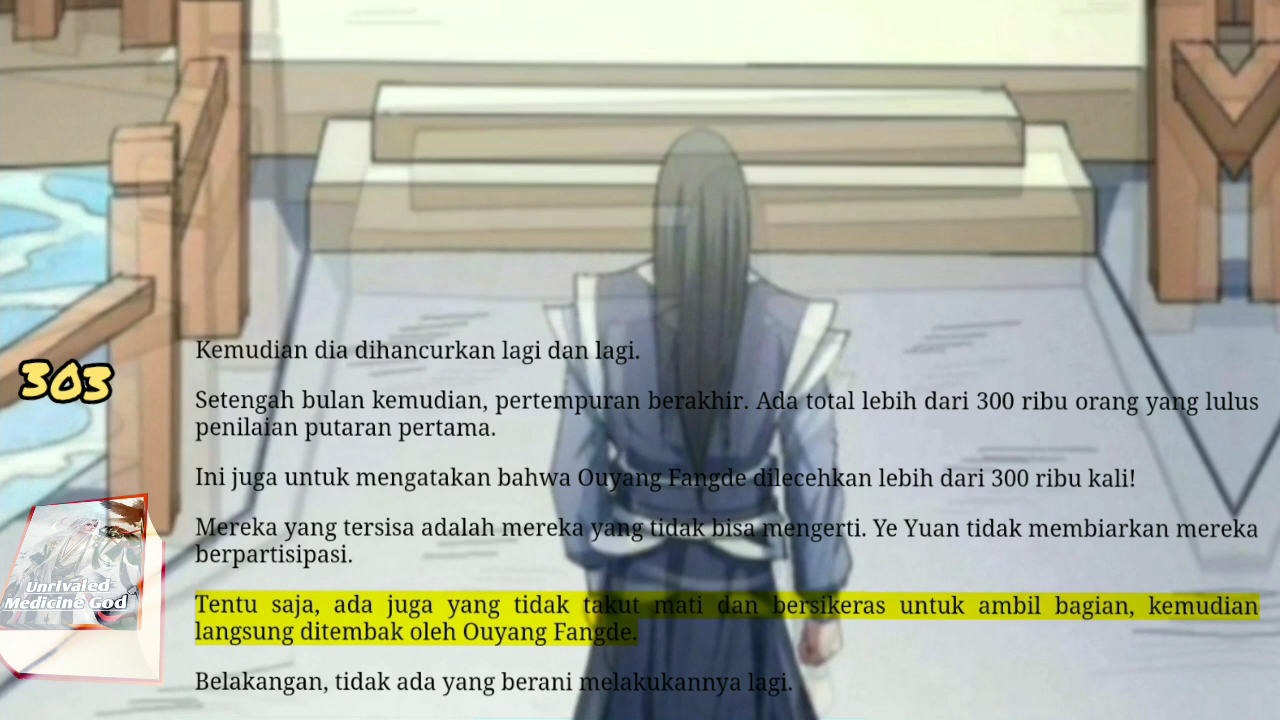 Kemudian dia dihancurkan lagi dan lagi.
303
Setengah bulan kemudian, pertempuran berakhir. Ada total lebih dari 300 ribu orang yang lulus
penilaian putaran pertama.
Ini juga untuk mengatakan bahwa Ouyang Fangde dilecehkan lebih dari 300 ribu kali!
Mereka yang tersisa adalah mereka yang tidak bisa mengerti. Ye Yuan tidak membiarkan mereka
berpartisipasi.
Unrivaled
Medicine God
Tentu saja, ada juga yang tidak takut mati dan bersikeras untuk ambil bagian, kemudian
langsung ditembak oleh Ouyang Fangde.
Belakangan, tidak ada yang berani melakukannya lagi.